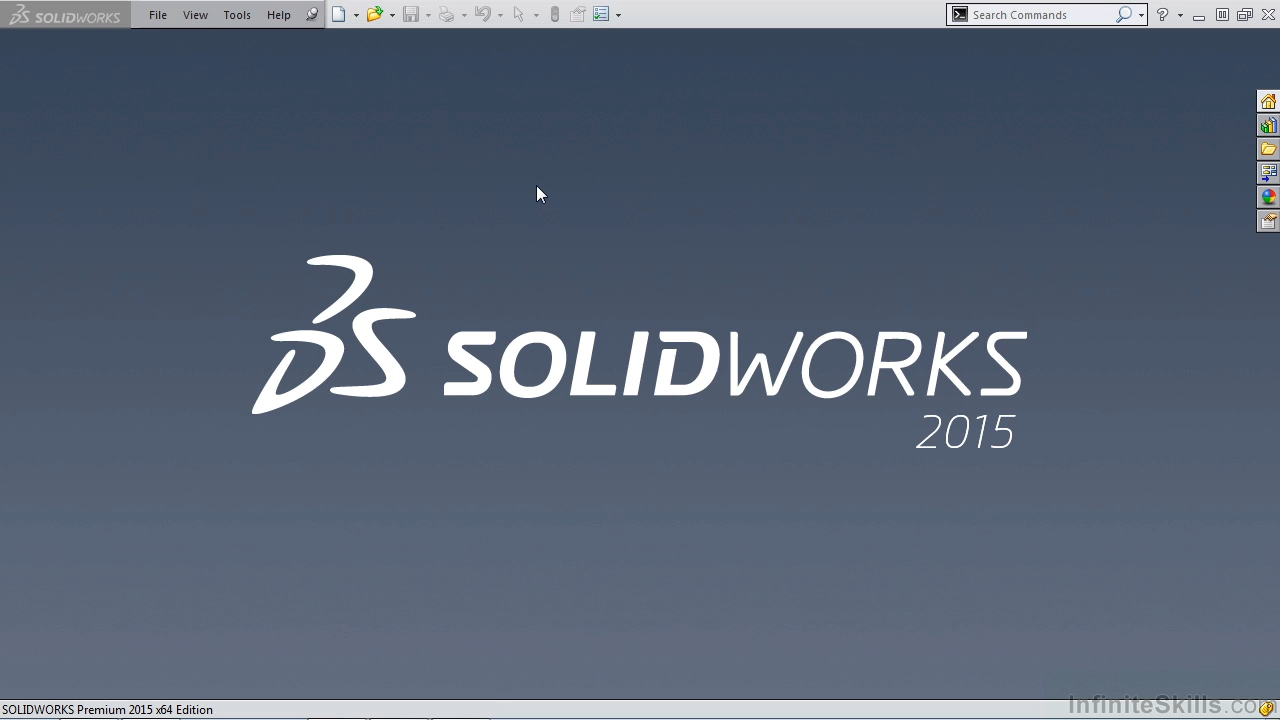 SOLIDWORKS File View Tools Help Search Commands
SOLIDWORKS
2015
InfiniteSkills.com
SOLIDWORKS Premium 2015 x64 Edition